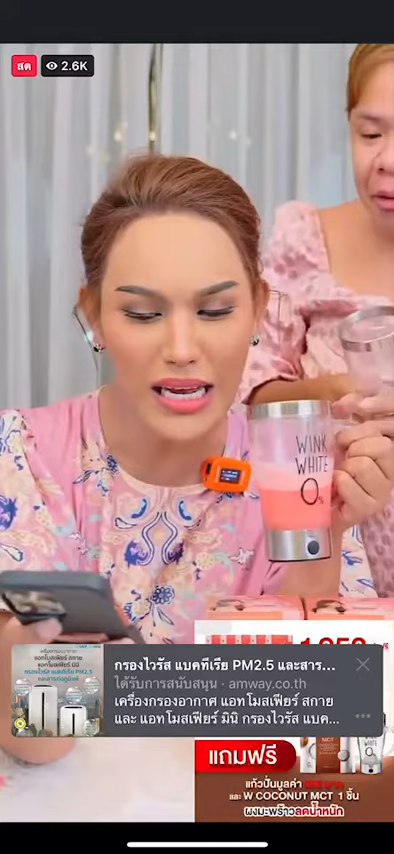 สด 2.6K
WINK
WHITE
กรองไวรัส แบคทีเรีย PM2.5 และสาร...
ได้รับการสนับสนุน · amway.co.th
เครื่องกรองอากาศ แอทโมสเฟียร์ สกาย
และ แอทโมสเฟียร์ มินิ กรองไวรัส แบค...
แถมฟรี
แก้วปั่นมูลค่า
และ W COCONUT MCT 1 ชิ้น
ผงมะพร้าวลดน้ำหนัก